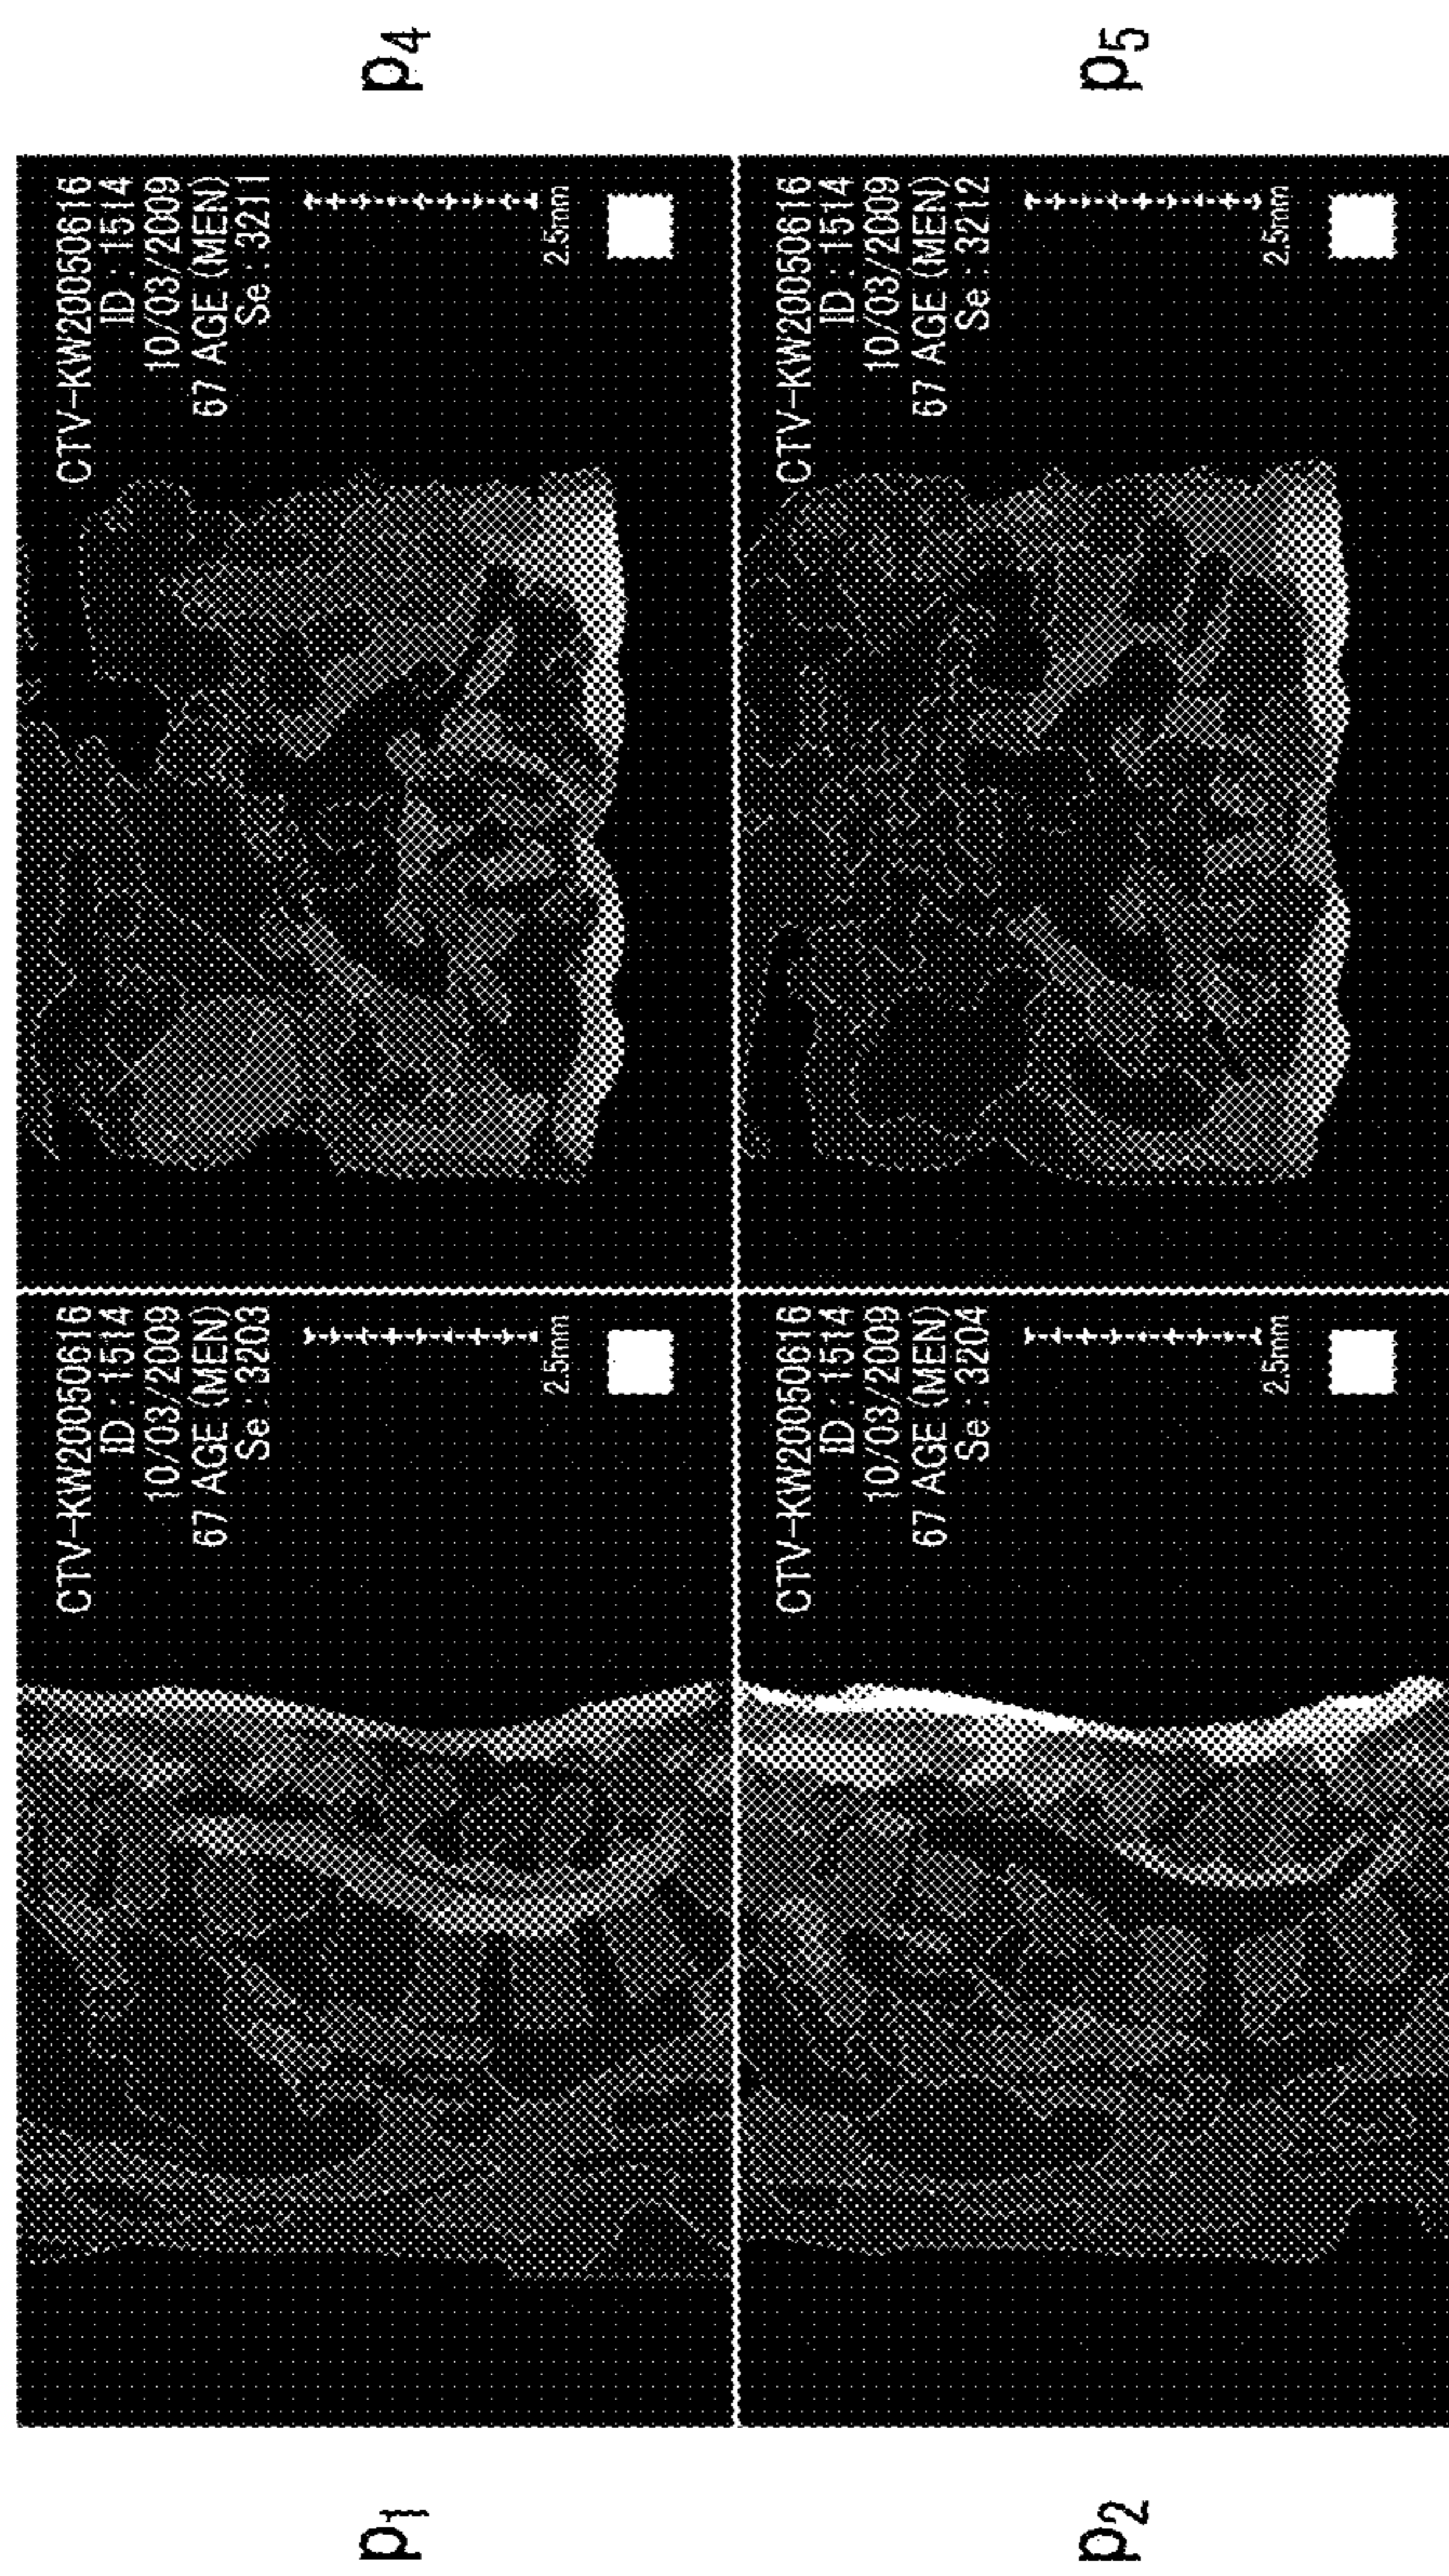 p1
CTV-KW20050616
ID : 1514
10/03/2009
67 AGE (MEN)
Se : 3203
2.5mm
CTV-KW20050616
ID : 1514
10/03/2009
67 AGE (MEN)
Se : 3211
2.5mm
p4
p2
CTV-KW20050616
ID : 1514
10/03/2009
67 AGE (MEN)
Se : 3204
2.5mm
CTV-KW20050616
ID : 1514
10/03/2009
67 AGE (MEN)
Se : 3212
2.5mm
p5